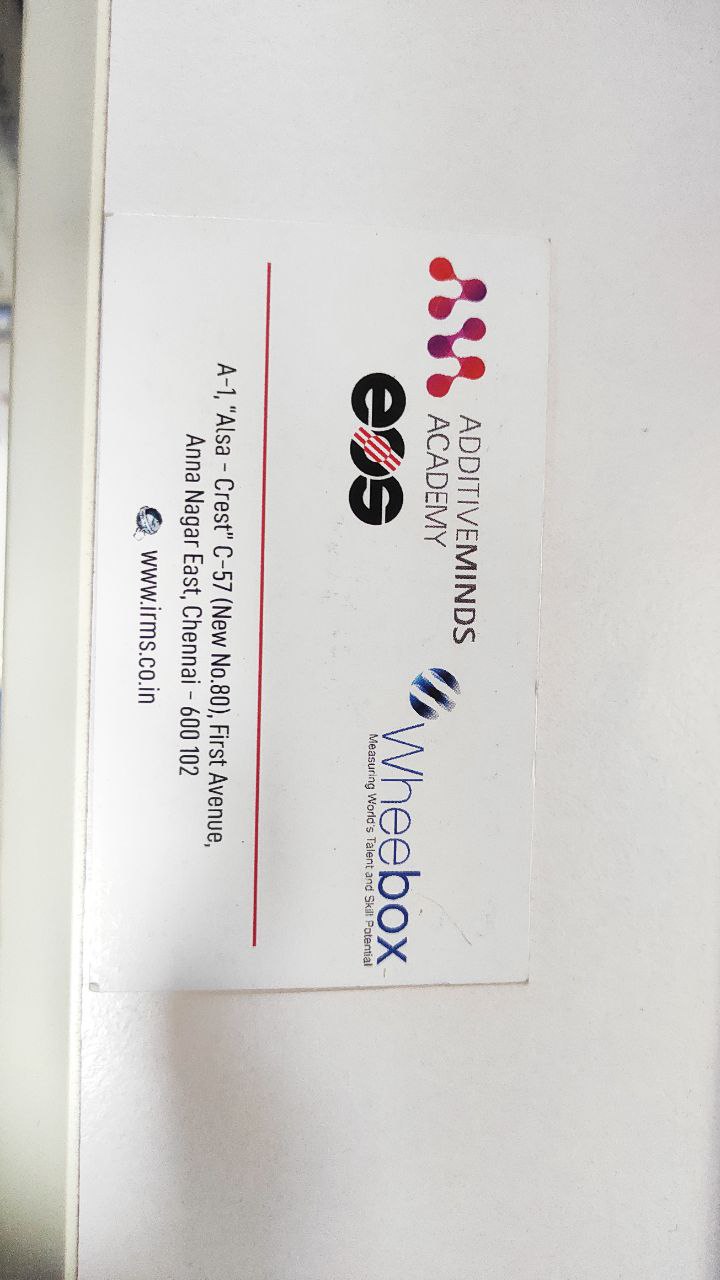 ADDITIVEMINDS
ACADEMY
eos
Wheebox
Measuring World's Talent and Skill Potential
A-1, "Alsa - Crest" C-57 (New No.80), First Avenue,
Anna Nagar East, Chennai - 600 102
www.irms.co.in